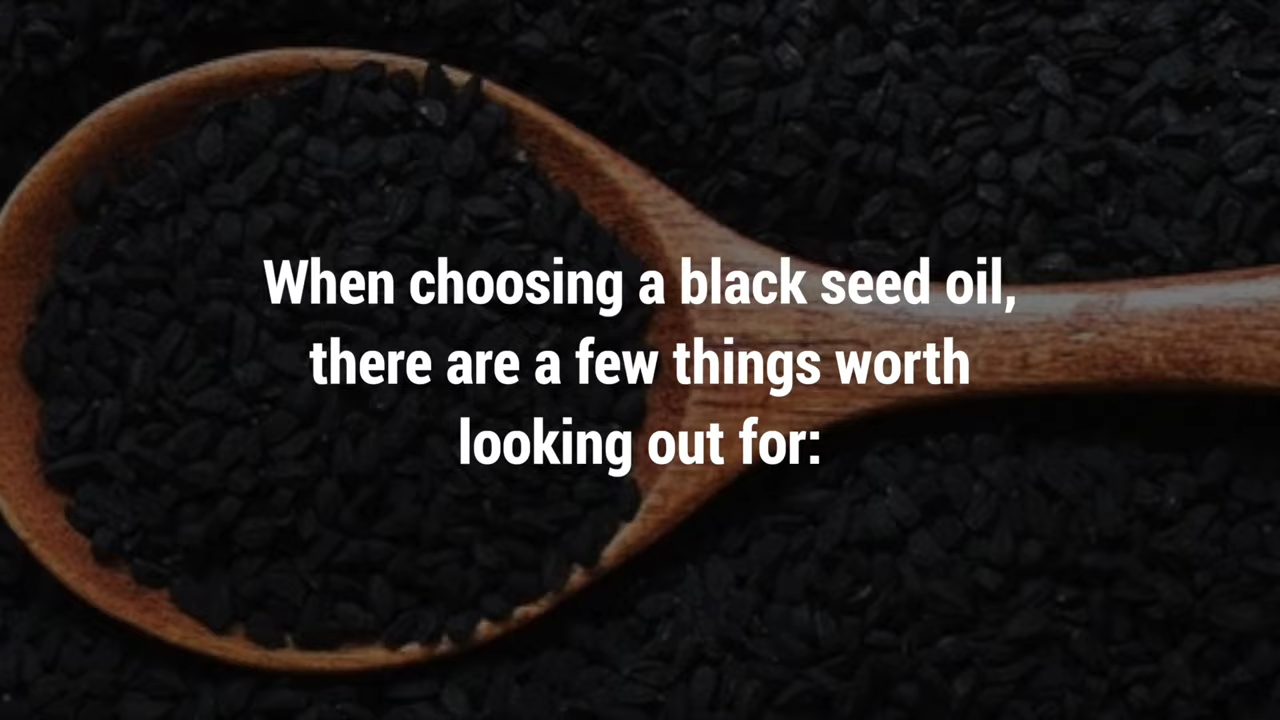 When choosing a black seed oil,
there are a few things worth
looking out for: